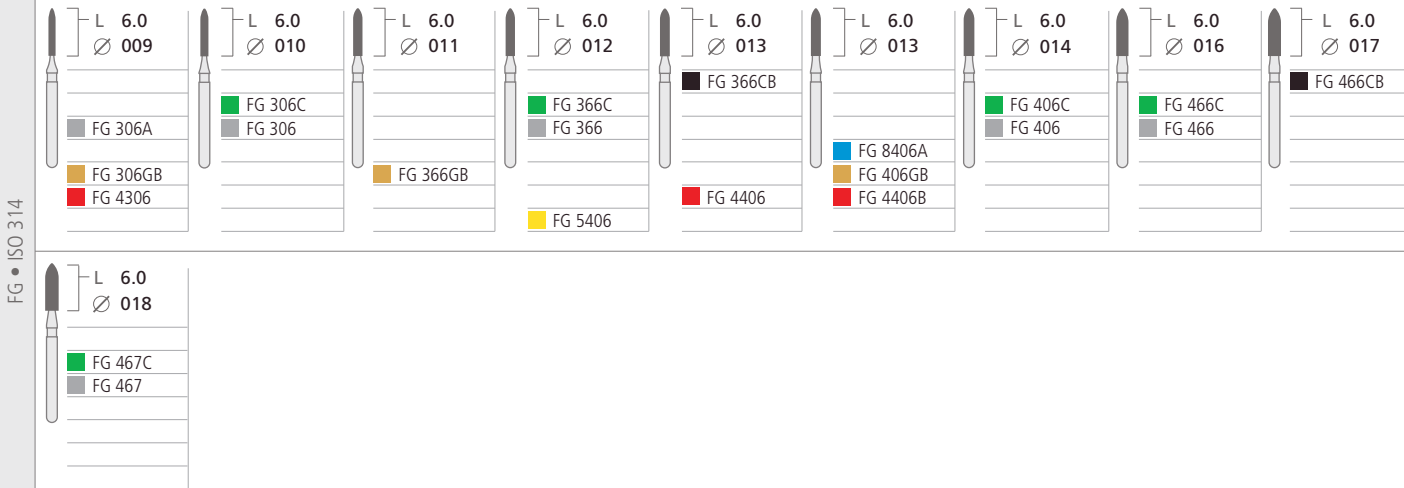 FG • ISO 314
L 6.0
Ø 009
FG 306A
FG 306GB
FG 4306
L 6.0
Ø 010
FG 306C
FG 306
L 6.0
Ø 011
FG 366GB
L 6.0
Ø 012
FG 366C
FG 366
FG 5406
L 6.0
Ø 013
FG 366CB
FG 4406
L 6.0
Ø 013
FG 8406A
FG 406GB
FG 4406B
L 6.0
Ø 014
FG 406C
FG 406
L 6.0
Ø 016
FG 466C
FG 466
L 6.0
Ø 017
FG 466CB
L 6.0
Ø 018
FG 467C
FG 467